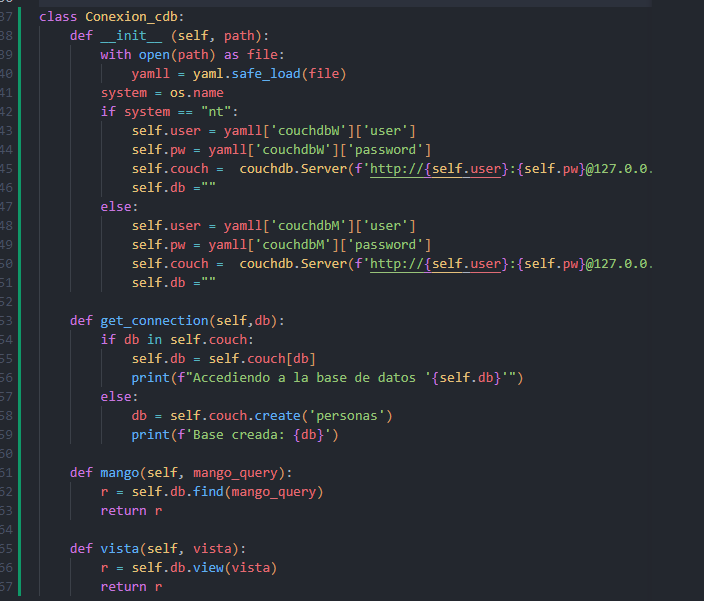 37 class Conexion_cdb:
38     def __init__ (self, path):
39         with open(path) as file:
40             yamll = yaml.safe_load(file)
41         system = os.name
42         if system == "nt":
43             self.user = yamll['couchdbW']['user']
44             self.pw = yamll['couchdbW']['password']
45             self.couch =  couchdb.Server(f'http://{self.user}:{self.pw}@127.0.0.
46             self.db =""
47         else:
48             self.user = yamll['couchdbM']['user']
49             self.pw = yamll['couchdbM']['password']
50             self.couch =  couchdb.Server(f'http://{self.user}:{self.pw}@127.0.0.
51             self.db =""
52
53     def get_connection(self,db):
54         if db in self.couch:
55             self.db = self.couch[db]
56             print(f"Accediendo a la base de datos '{self.db}'")
57         else:
58             db = self.couch.create('personas')
59             print(f'Base creada: {db}')
60
61     def mango(self, mango_query):
62         r = self.db.find(mango_query)
63         return r
64
65     def vista(self, vista):
66         r = self.db.view(vista)
67         return r